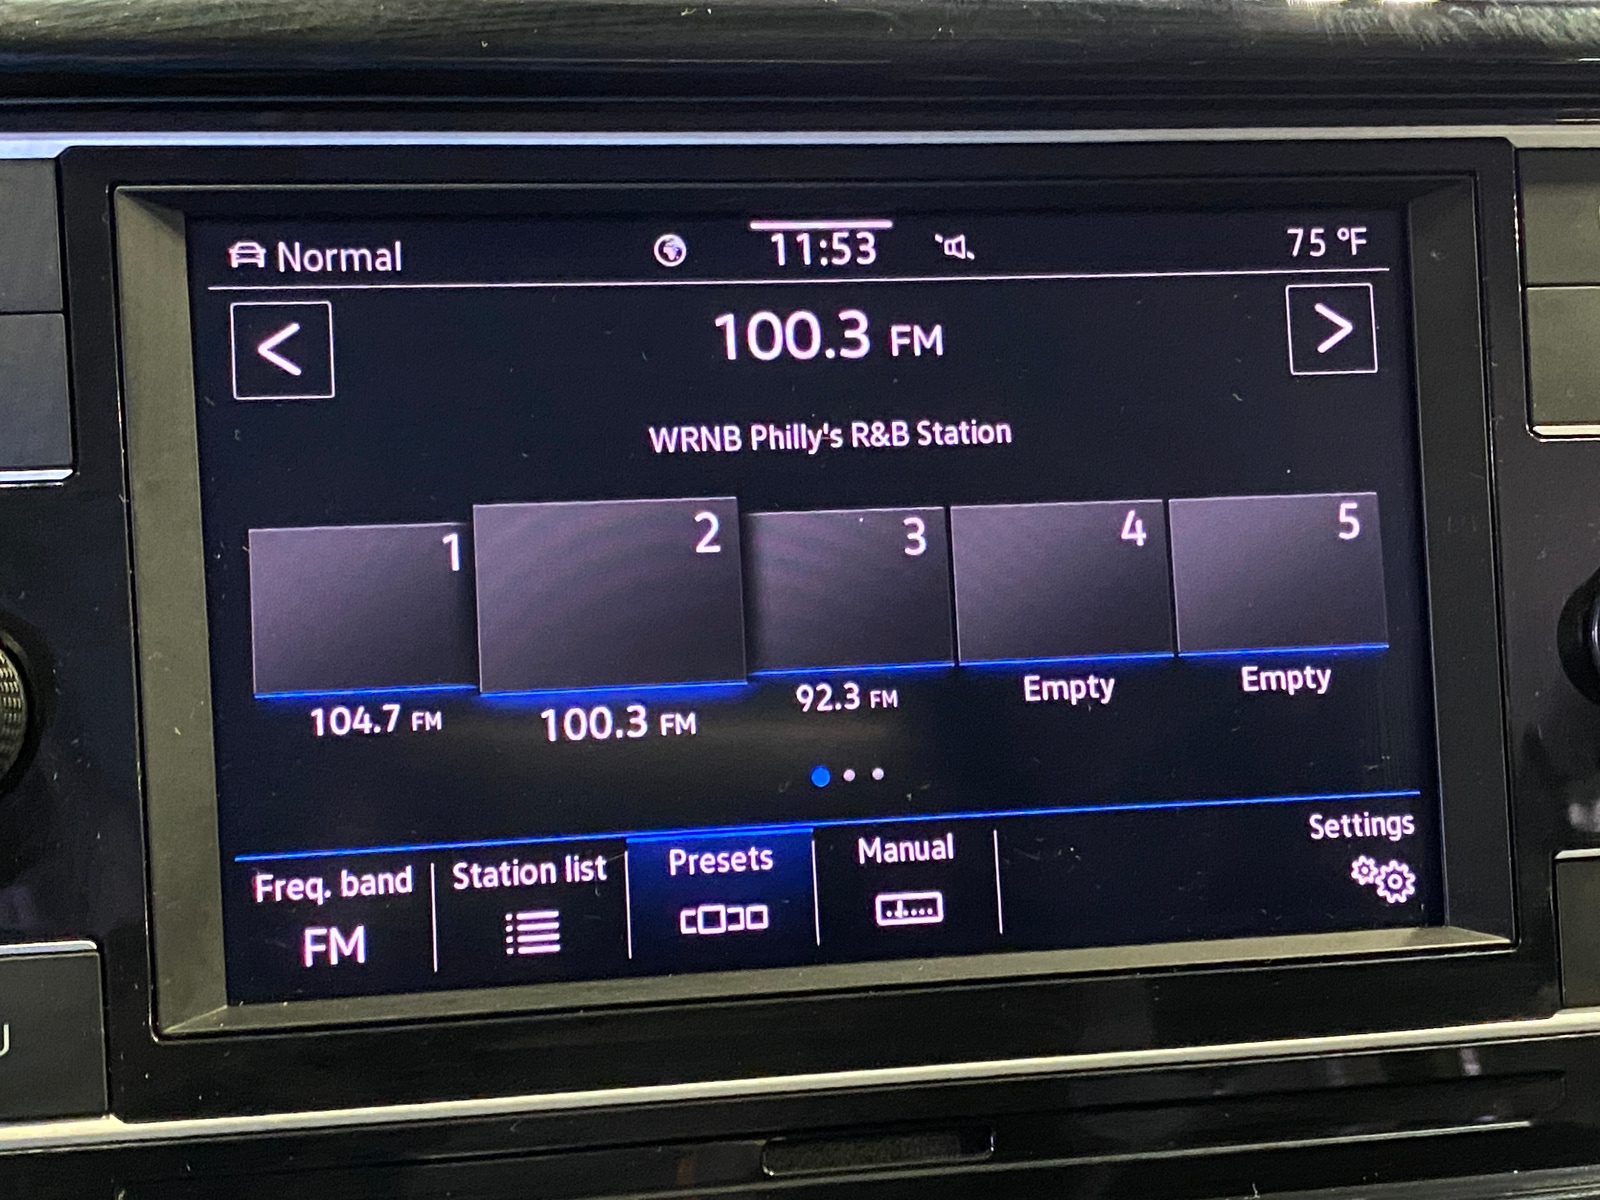 Normal 11:53 75 °F
< 100.3 FM >
WRNB Philly's R&B Station
1 2 3 4 5
104.7 FM 100.3 FM 92.3 FM Empty Empty
Freq. band Station list Presets Manual Settings
FM